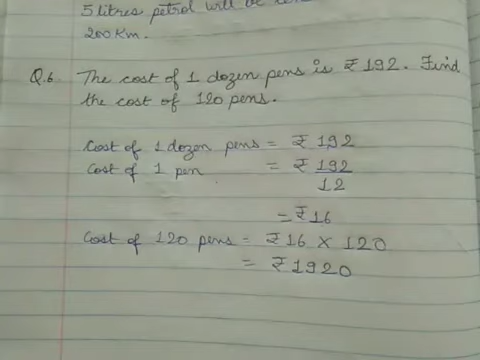 5 litres petrol will be
200 Km.
Q.6. The cost of 1 dozen pens is ₹ 192. Find
the cost of 120 pens.
Cost of 1 dozen pens = ₹ 192
Cost of 1 pen = ₹ 192
12
= ₹16
Cost of 120 pens = ₹16 × 120
= ₹1920